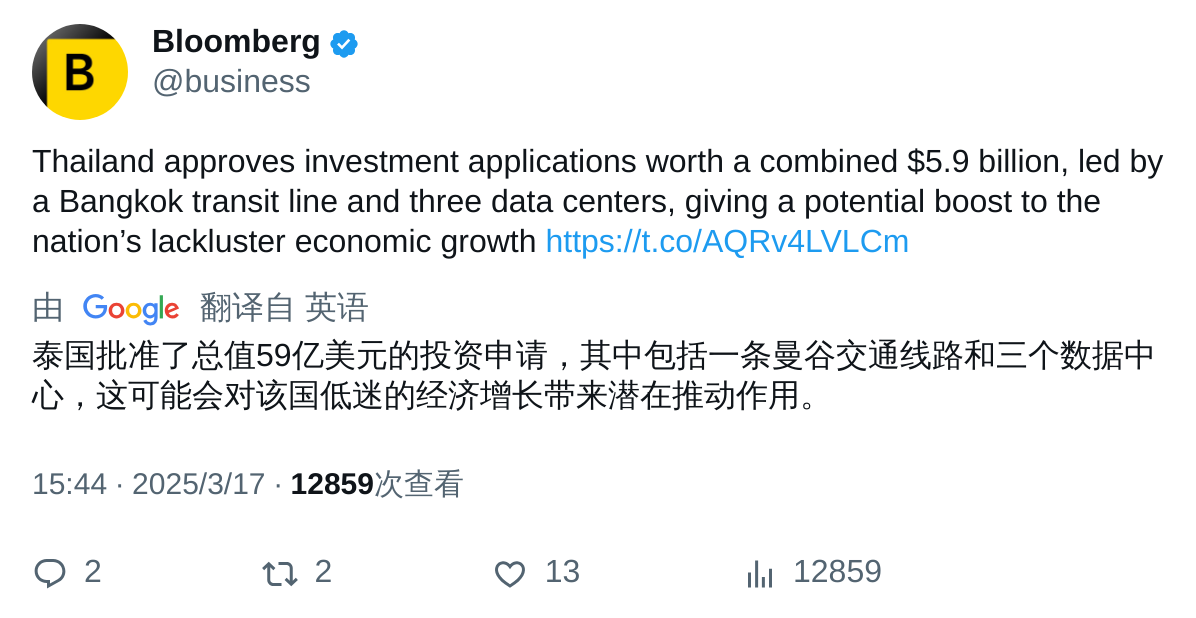 B
Bloomberg
@business
Thailand approves investment applications worth a combined $5.9 billion, led by
a Bangkok transit line and three data centers, giving a potential boost to the
nation’s lackluster economic growth https://t.co/AQRv4LVLCm
由 Google 翻译自 英语
泰国批准了总值59亿美元的投资申请，其中包括一条曼谷交通线路和三个数据中
心，这可能会对该国低迷的经济增长带来潜在推动作用。
15:44 · 2025/3/17 · 12859次查看
2 2 13 12859